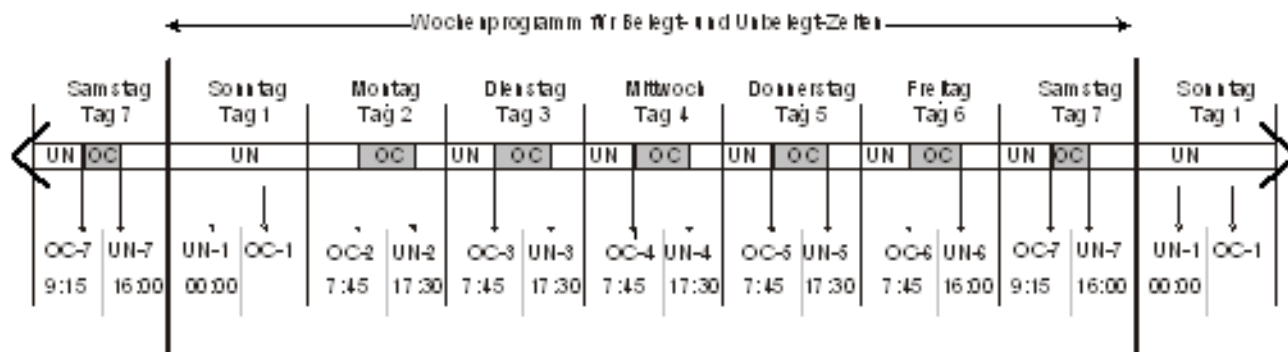 Wochenprogramm für Belegt- und Unbelegt-Zeiten
Samstag Sonntag Montag Dienstag Mittwoch Donnerstag Freitag Samstag Sonntag
Tag 7 Tag 1 Tag 2 Tag 3 Tag 4 Tag 5 Tag 6 Tag 7 Tag 1
UN OC UN OC UN OC UN OC UN OC UN OC UN OC UN
OC-7 UN-7 UN-1 OC-1 OC-2 UN-2 OC-3 UN-3 OC-4 UN-4 OC-5 UN-5 OC-6 UN-6 OC-7 UN-7 UN-1 OC-1
9:15 16:00 00:00 7:45 17:30 7:45 17:30 7:45 17:30 7:45 17:30 7:45 16:00 9:15 16:00 00:00